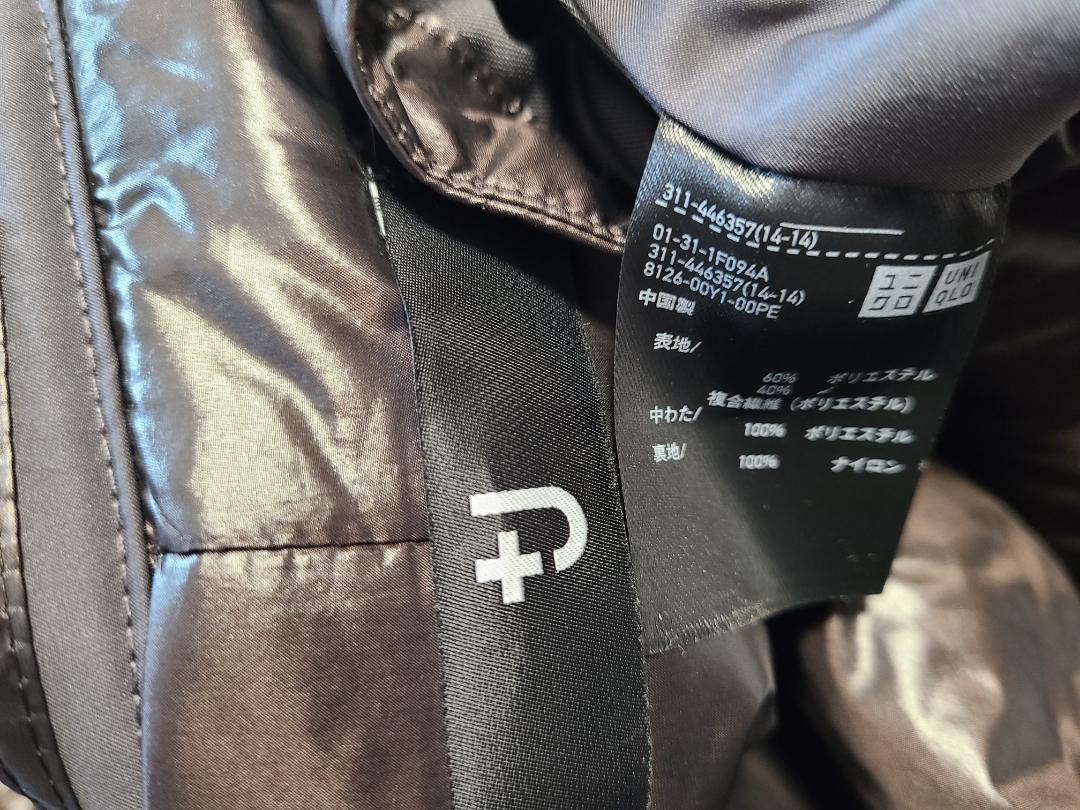 311-446357(14-14)
01-31-1F094A
311-446357(14-14)
8126-00Y1-00PE
中国製
ユニ
クロ
UNI
QLO
表地/
60% ポリエステル
40%
複合繊維 (ポリエステル)
中わた/ 100% ポリエステル
裏地/ 100% ナイロン
P+